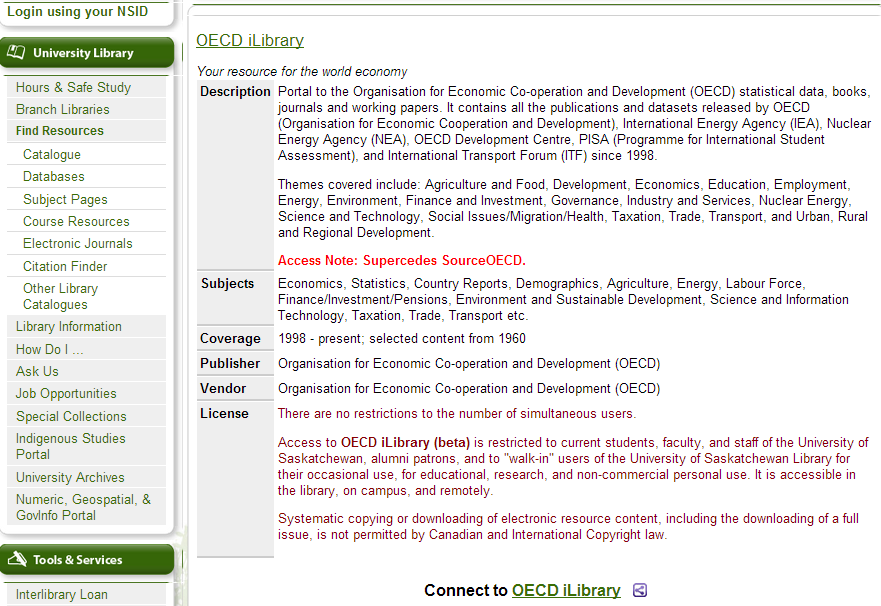 Login using your NSID
University Library
Hours & Safe Study
Branch Libraries
Find Resources
Catalogue
Databases
Subject Pages
Course Resources
Electronic Journals
Citation Finder
Other Library
Catalogues
Library Information
How Do I ...
Ask Us
Job Opportunities
Special Collections
Indigenous Studies
Portal
University Archives
Numeric, Geospatial, &
GovInfo Portal
Tools & Services
Interlibrary Loan
OECD iLibrary
Your resource for the world economy
Description Portal to the Organisation for Economic Co-operation and Development (OECD) statistical data, books,
journals and working papers. It contains all the publications and datasets released by OECD
(Organisation for Economic Cooperation and Development), International Energy Agency (IEA), Nuclear
Energy Agency (NEA), OECD Development Centre, PISA (Programme for International Student
Assessment), and International Transport Forum (ITF) since 1998.
Themes covered include: Agriculture and Food, Development, Economics, Education, Employment,
Energy, Environment, Finance and Investment, Governance, Industry and Services, Nuclear Energy,
Science and Technology, Social Issues/Migration/Health, Taxation, Trade, Transport, and Urban, Rural
and Regional Development.
Access Note: Supercedes SourceOECD.
Subjects Economics, Statistics, Country Reports, Demographics, Agriculture, Energy, Labour Force,
Finance/Investment/Pensions, Environment and Sustainable Development, Science and Information
Technology, Taxation, Trade, Transport etc.
Coverage 1998 - present; selected content from 1960
Publisher Organisation for Economic Co-operation and Development (OECD)
Vendor Organisation for Economic Co-operation and Development (OECD)
License There are no restrictions to the number of simultaneous users.
Access to OECD iLibrary (beta) is restricted to current students, faculty, and staff of the University of
Saskatchewan, alumni patrons, and to "walk-in" users of the University of Saskatchewan Library for
their occasional use, for educational, research, and non-commercial personal use. It is accessible in
the library, on campus, and remotely.
Systematic copying or downloading of electronic resource content, including the downloading of a full
issue, is not permitted by Canadian and International Copyright law.
Connect to OECD iLibrary